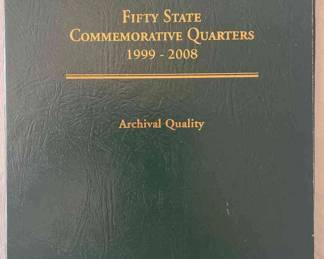 Fifty State
Commemorative Quarters
1999 - 2008
Archival Quality